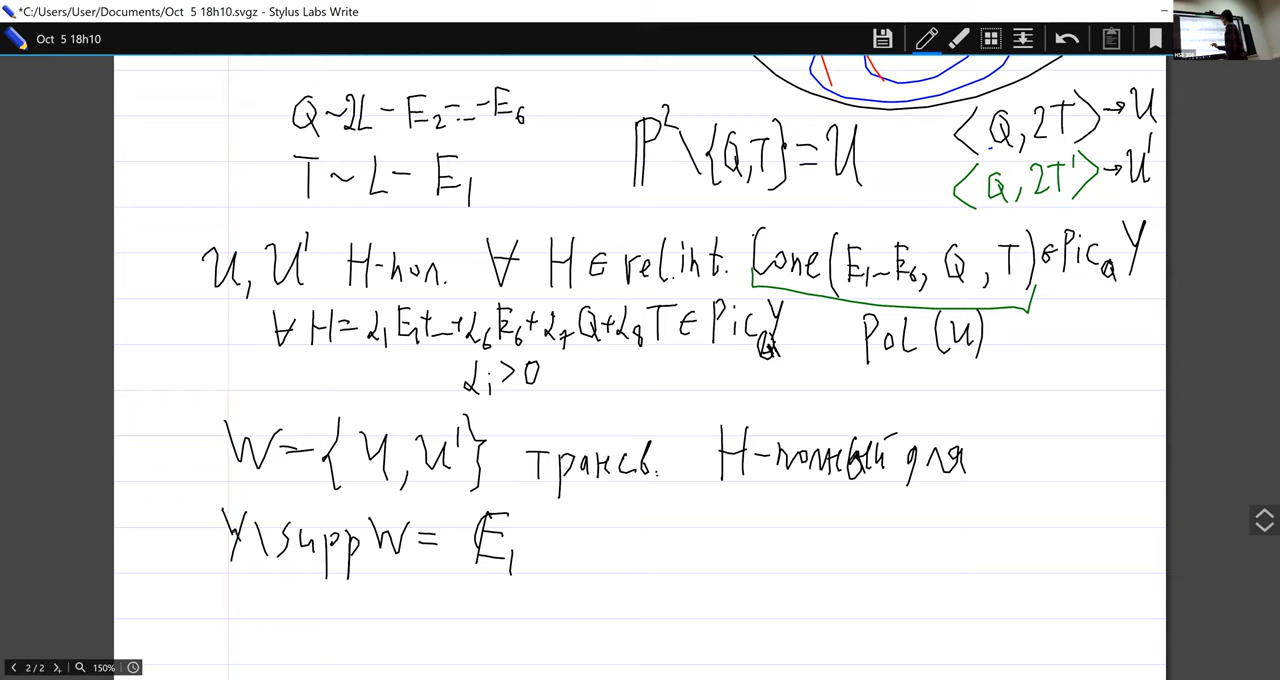 *C:/Users/User/Documents/Oct 5 18h10.svgz - Stylus Labs Write
Oct 5 18h10
Q ~ 2L - E₂ = -E₆
T ~ L - E₁
ℙ² \ {Q, T} = U
⟨Q, 2T⟩ → U
⟨Q, 2T'⟩ → U'
U, U' H-пол. ∀ H ∈ rel.int. Cone(E₁ ... E₆, Q, T) ∈ Pic_Q Y
∀ H = α₁E₁ + ... + α₆E₆ + α₇Q + α₈T ∈ Pic_Q Y
Pol(U)
αᵢ > 0
W = {U, U'} трансв. H-полный для
Y \ supp W = E₁
2 / 2
150%